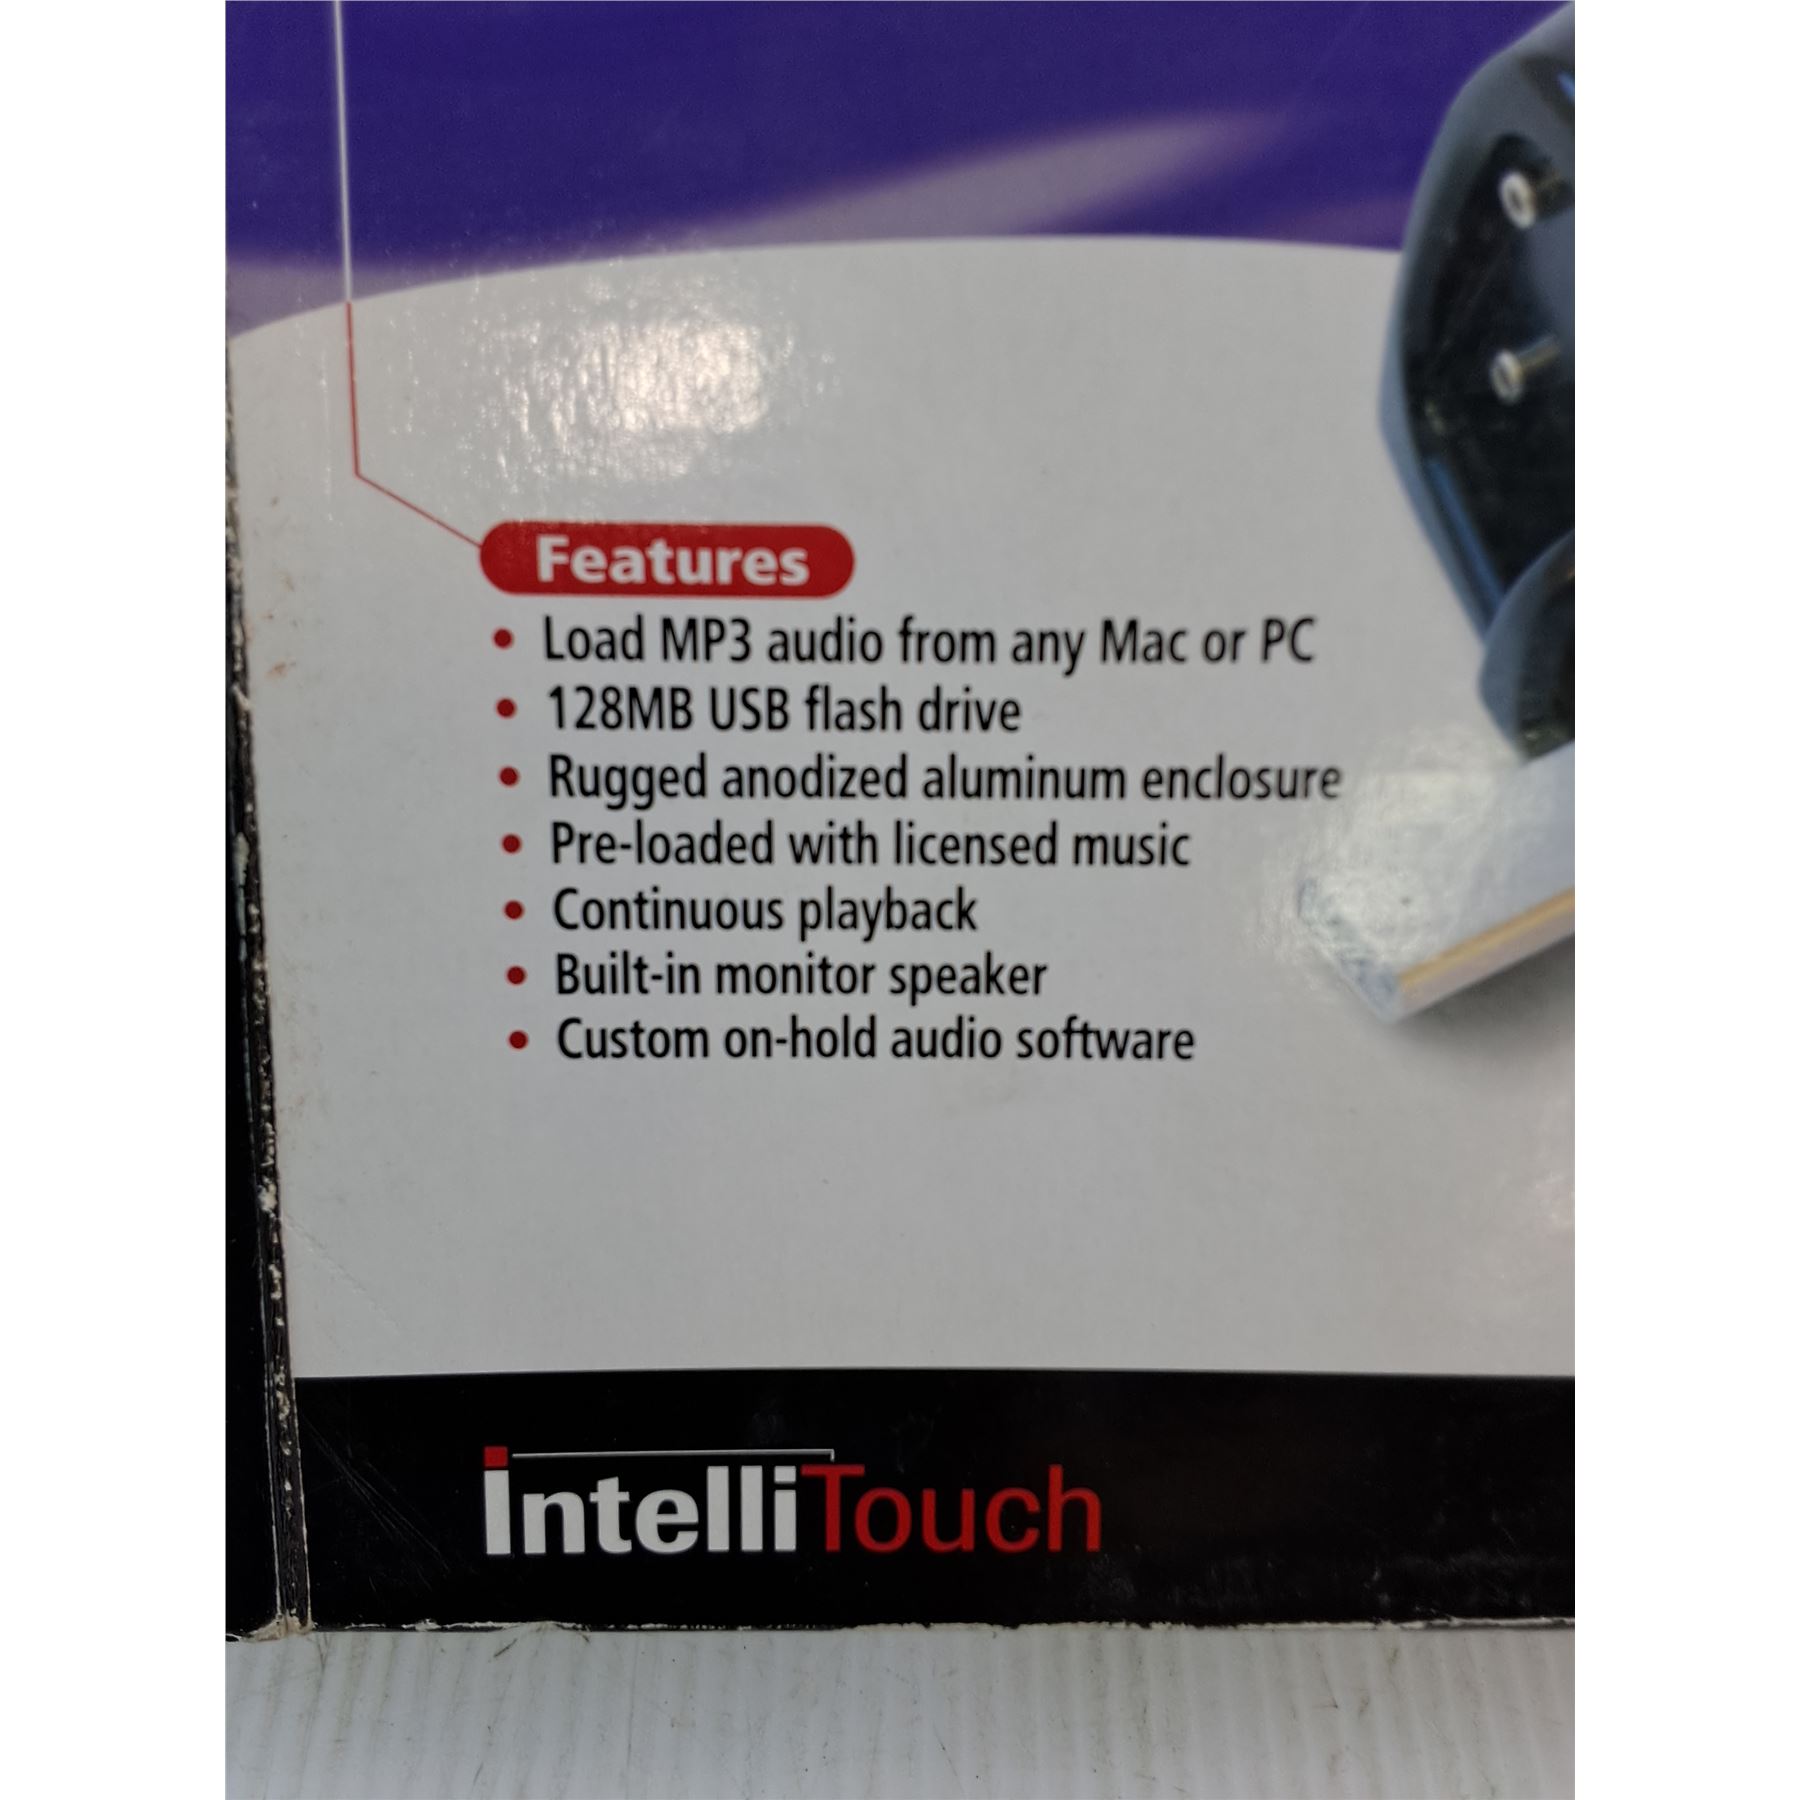 Features
• Load MP3 audio from any Mac or PC
• 128MB USB flash drive
• Rugged anodized aluminum enclosure
• Pre-loaded with licensed music
• Continuous playback
• Built-in monitor speaker
• Custom on-hold audio software
intelliTouch